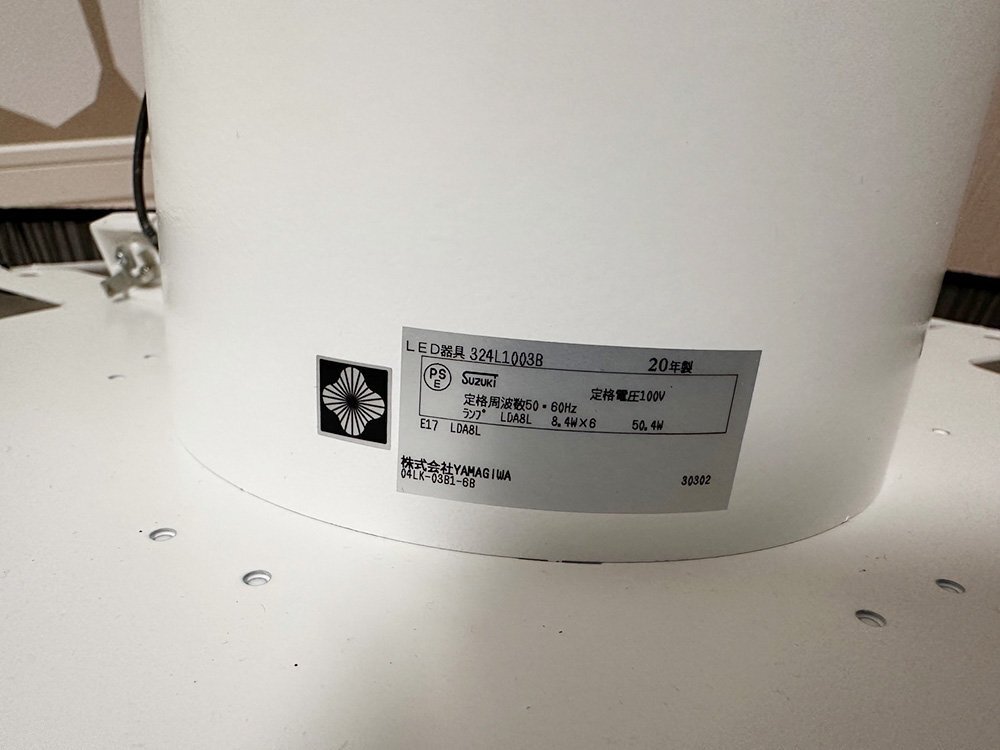 LED器具 324L1003B 20年製
PS
E SUZUKI 定格電圧100V
定格周波数50・60Hz
ﾗﾝﾌﾟ LDA8L 8.4W×6 50.4W
E17 LDA8L
株式会社YAMAGIWA
04LK-03B1-6B 30302